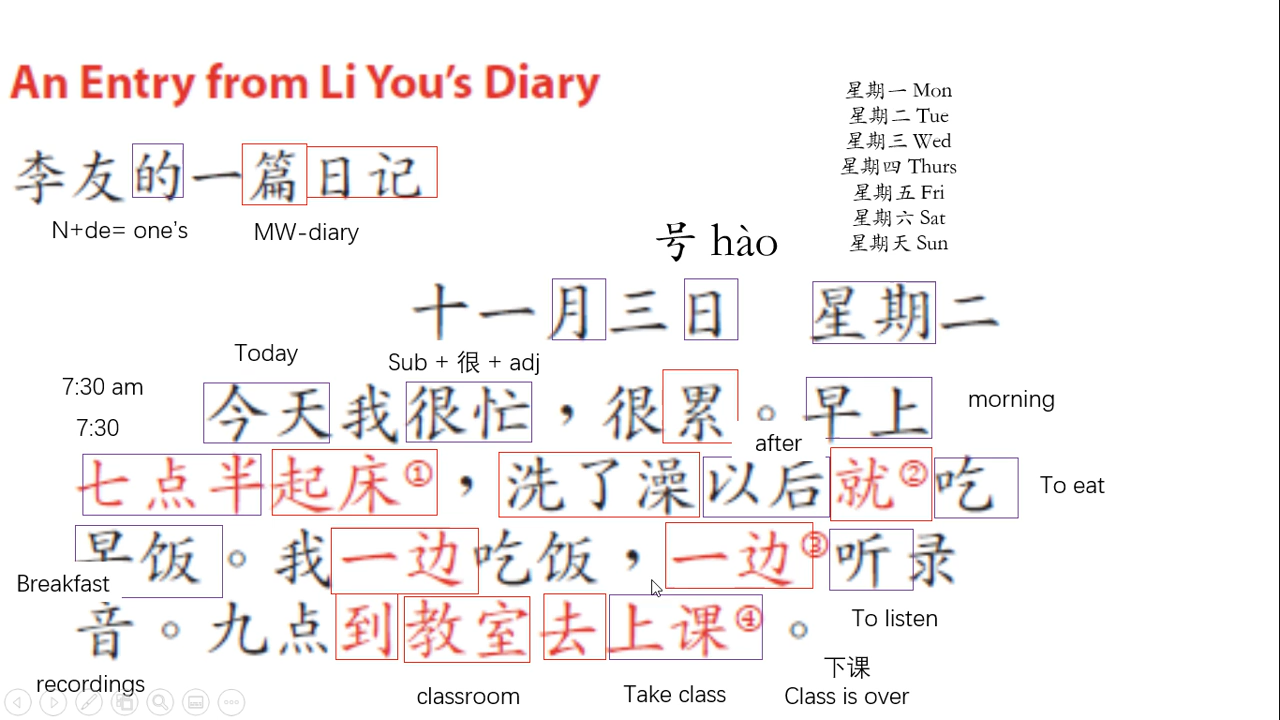 An Entry from Li You's Diary
星期一 Mon
星期二 Tue
星期三 Wed
星期四 Thurs
星期五 Fri
星期六 Sat
星期天 Sun
李友的一篇日记
N+de= one's
MW-diary
号 hào
十一月三日 星期二
Today
Sub + 很 + adj
7:30 am
今天我很忙，很累。早上
morning
7:30
after
七点半起床①，洗了澡以后就②吃
To eat
早饭。我一边吃饭，一边③听录
Breakfast
To listen
音。九点到教室去上课④。
下课
recordings
classroom
Take class
Class is over